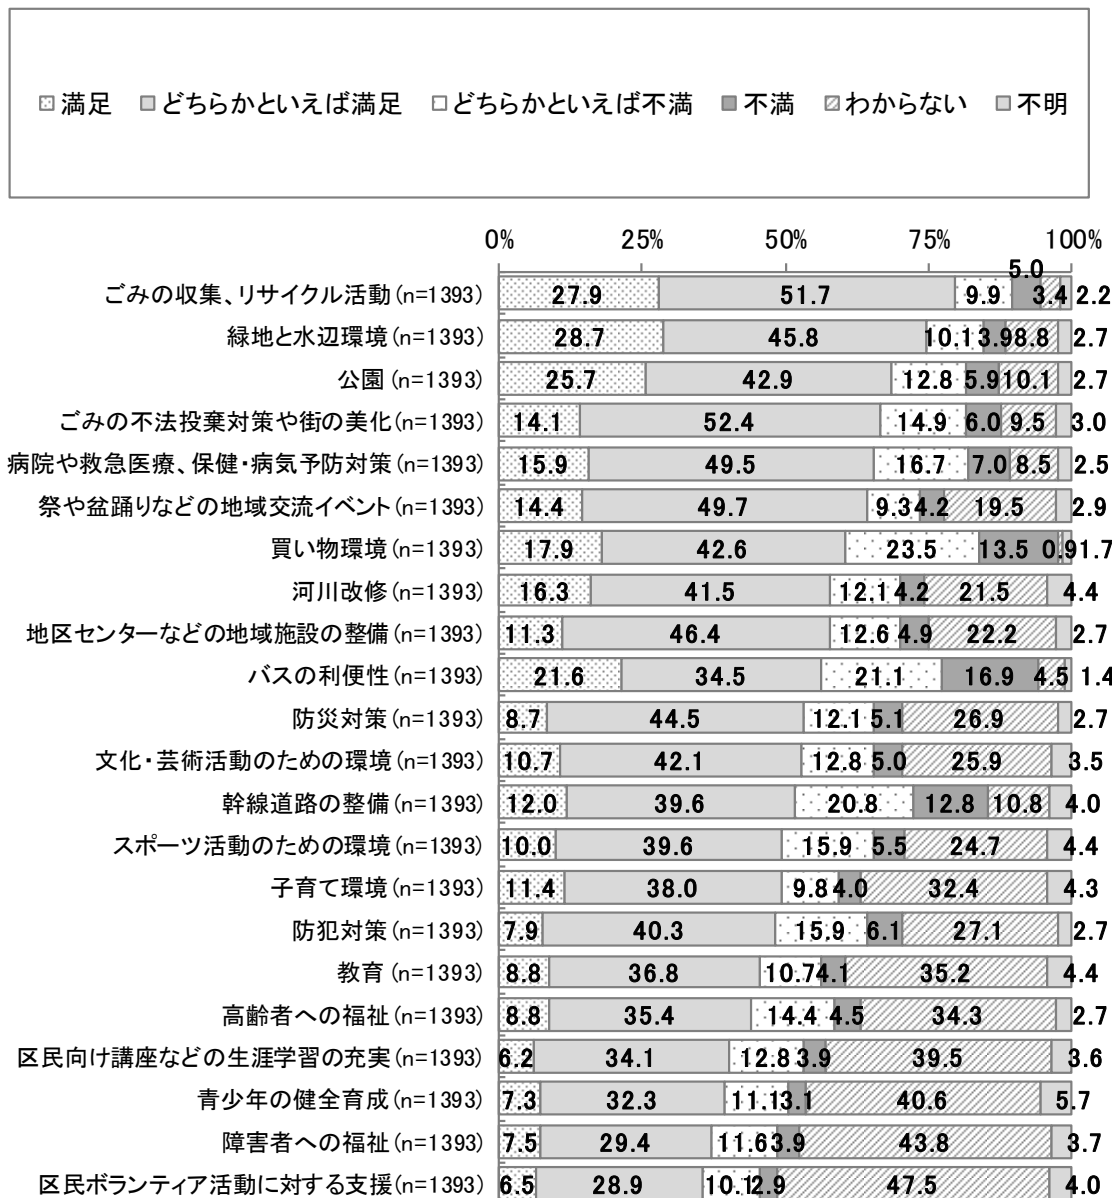 満足 どちらかといえば満足 どちらかといえば不満 不満 わからない 不明
0% 25% 50% 75% 100%
ごみの収集、リサイクル活動(n=1393) 27.9 51.7 9.9 5.0 3.4 2.2
緑地と水辺環境(n=1393) 28.7 45.8 10.1 3.9 8.8 2.7
公園(n=1393) 25.7 42.9 12.8 5.9 10.1 2.7
ごみの不法投棄対策や街の美化(n=1393) 14.1 52.4 14.9 6.0 9.5 3.0
病院や救急医療、保健・病気予防対策(n=1393) 15.9 49.5 16.7 7.0 8.5 2.5
祭や盆踊りなどの地域交流イベント(n=1393) 14.4 49.7 9.3 4.2 19.5 2.9
買い物環境(n=1393) 17.9 42.6 23.5 13.5 0.9 1.7
河川改修(n=1393) 16.3 41.5 12.1 4.2 21.5 4.4
地区センターなどの地域施設の整備(n=1393) 11.3 46.4 12.6 4.9 22.2 2.7
バスの利便性(n=1393) 21.6 34.5 21.1 16.9 4.5 1.4
防災対策(n=1393) 8.7 44.5 12.1 5.1 26.9 2.7
文化・芸術活動のための環境(n=1393) 10.7 42.1 12.8 5.0 25.9 3.5
幹線道路の整備(n=1393) 12.0 39.6 20.8 12.8 10.8 4.0
スポーツ活動のための環境(n=1393) 10.0 39.6 15.9 5.5 24.7 4.4
子育て環境(n=1393) 11.4 38.0 9.8 4.0 32.4 4.3
防犯対策(n=1393) 7.9 40.3 15.9 6.1 27.1 2.7
教育(n=1393) 8.8 36.8 10.7 4.1 35.2 4.4
高齢者への福祉(n=1393) 8.8 35.4 14.4 4.5 34.3 2.7
区民向け講座などの生涯学習の充実(n=1393) 6.2 34.1 12.8 3.9 39.5 3.6
青少年の健全育成(n=1393) 7.3 32.3 11.1 3.1 40.6 5.7
障害者への福祉(n=1393) 7.5 29.4 11.6 3.9 43.8 3.7
区民ボランティア活動に対する支援(n=1393) 6.5 28.9 10.1 2.9 47.5 4.0